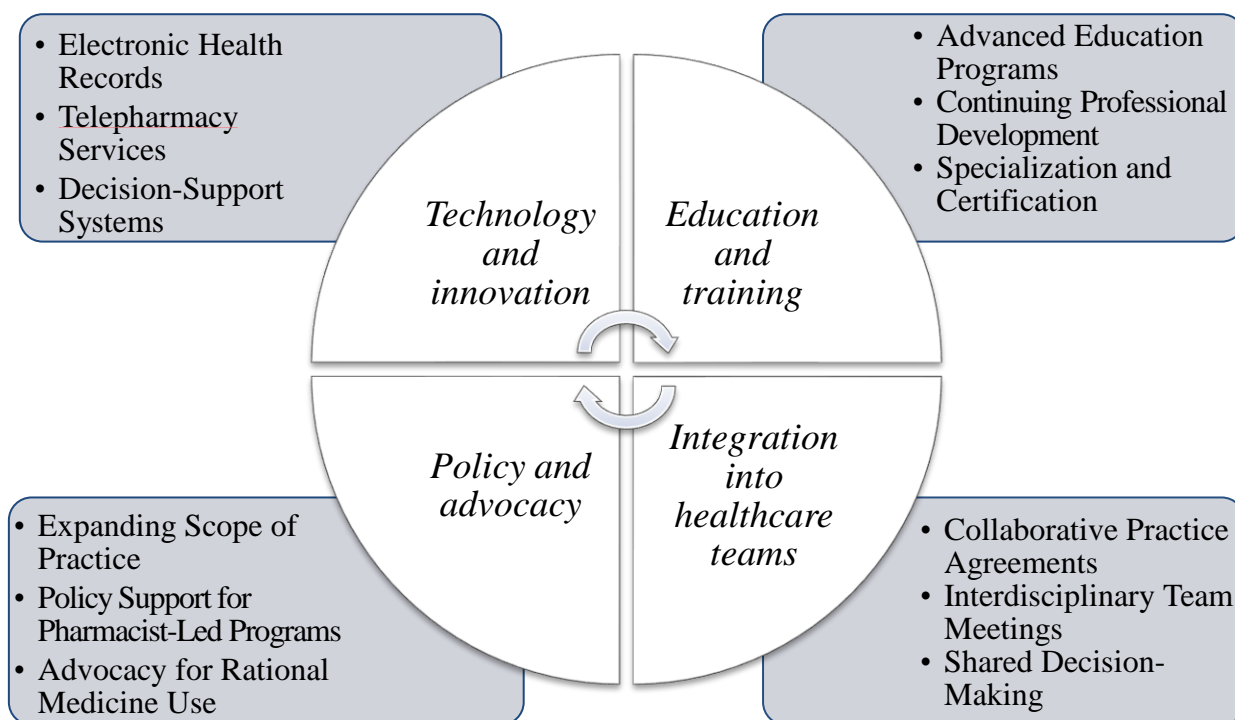 • Electronic Health
Records
• Telepharmacy
Services
• Decision-Support
Systems
• Advanced Education
Programs
• Continuing Professional
Development
• Specialization and
Certification
Technology
and
innovation
Education
and
training
Policy and
advocacy
Integration
into
healthcare
teams
• Expanding Scope of
Practice
• Policy Support for
Pharmacist-Led Programs
• Advocacy for Rational
Medicine Use
• Collaborative Practice
Agreements
• Interdisciplinary Team
Meetings
• Shared Decision-
Making